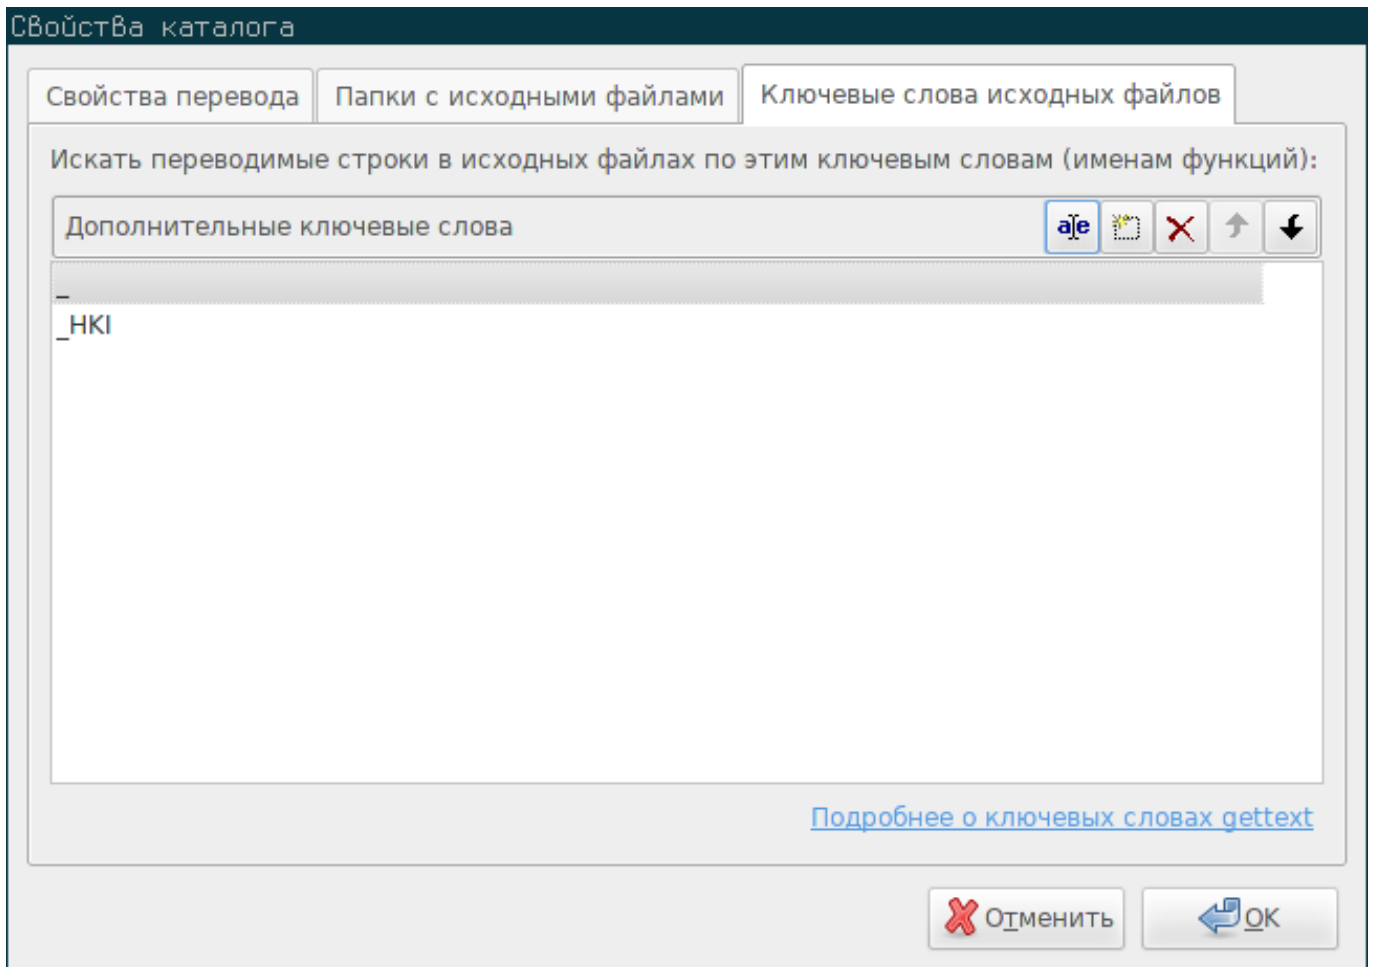 Свойства каталога
Свойства перевода
Папки с исходными файлами
Ключевые слова исходных файлов
Искать переводимые строки в исходных файлах по этим ключевым словам (именам функций):
Дополнительные ключевые слова
_
_HKI
Подробнее о ключевых словах gettext
Отменить
OK